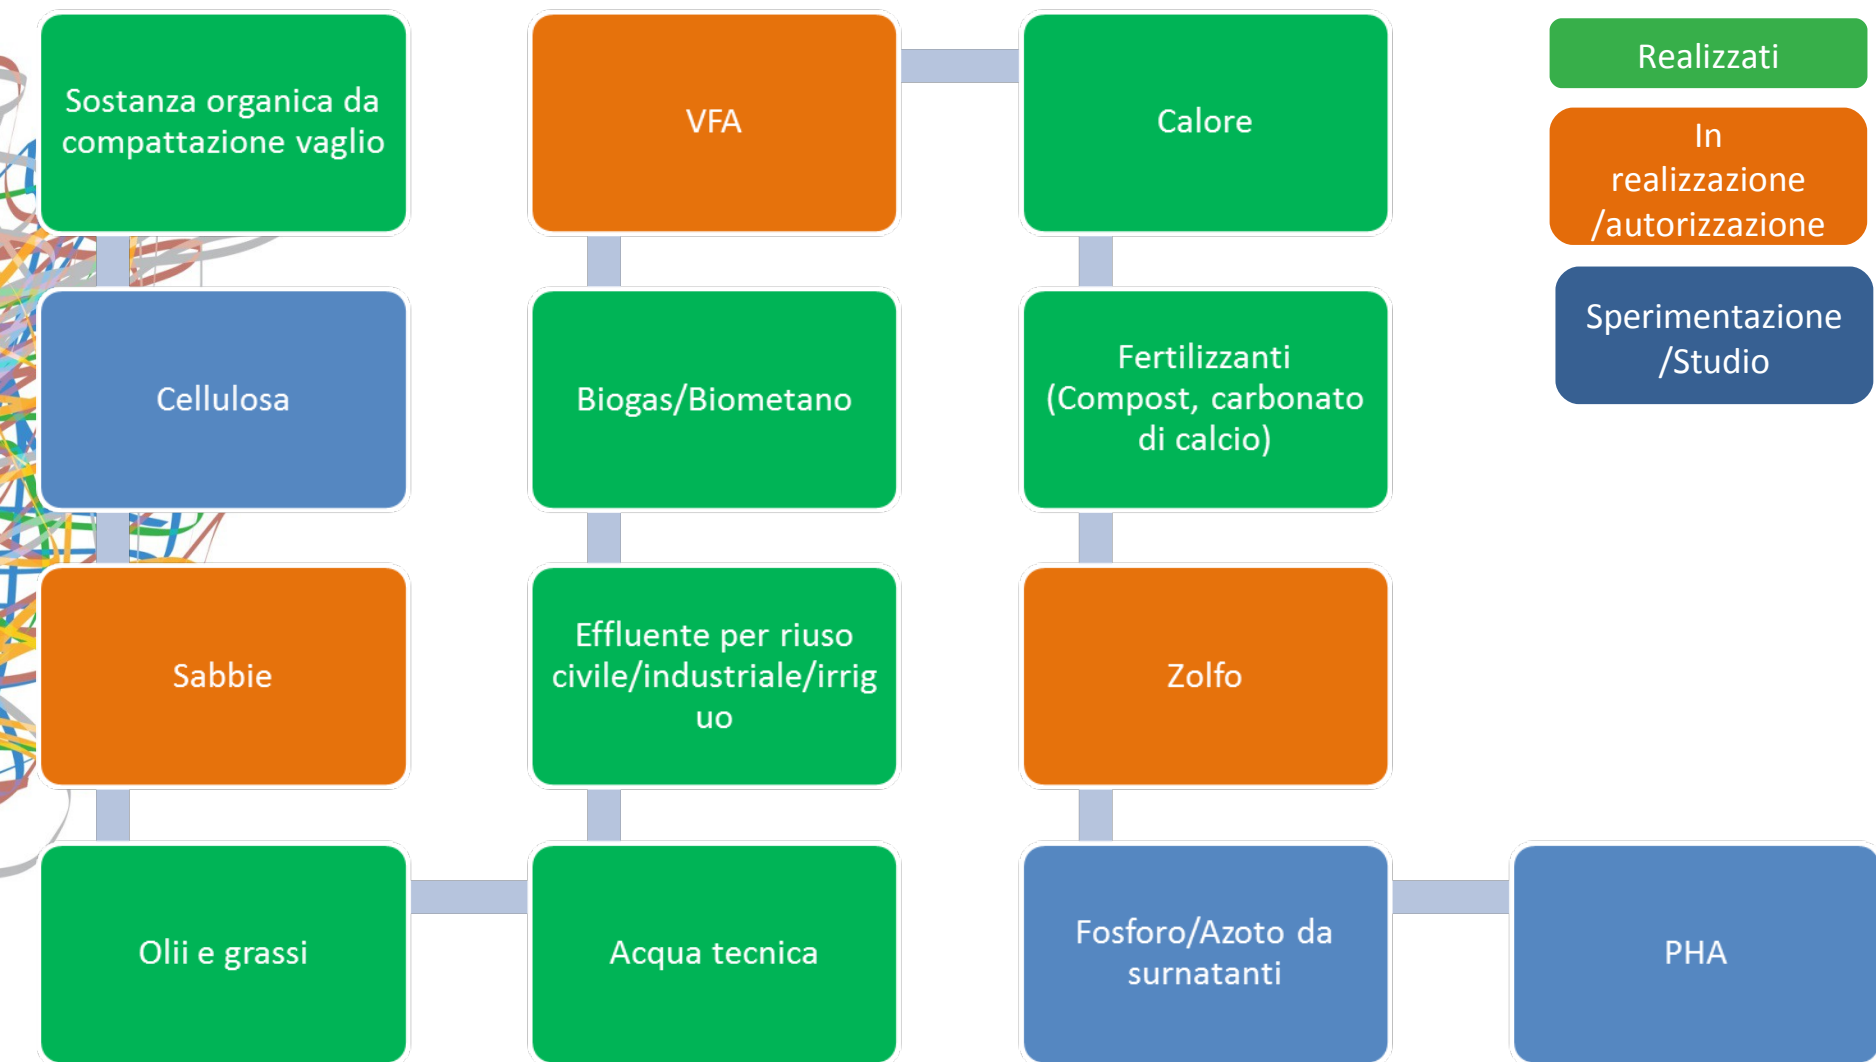 Sostanza organica da
compattazione vaglio
Cellulosa
Sabbie
Olii e grassi
Acqua tecnica
Effluente per riuso
civile/industriale/irrig
uo
Biogas/Biometano
VFA
Calore
Fertilizzanti
(Compost, carbonato
di calcio)
Zolfo
Fosforo/Azoto da
surnatanti
PHA
Realizzati
In
realizzazione
/autorizzazione
Sperimentazione
/Studio